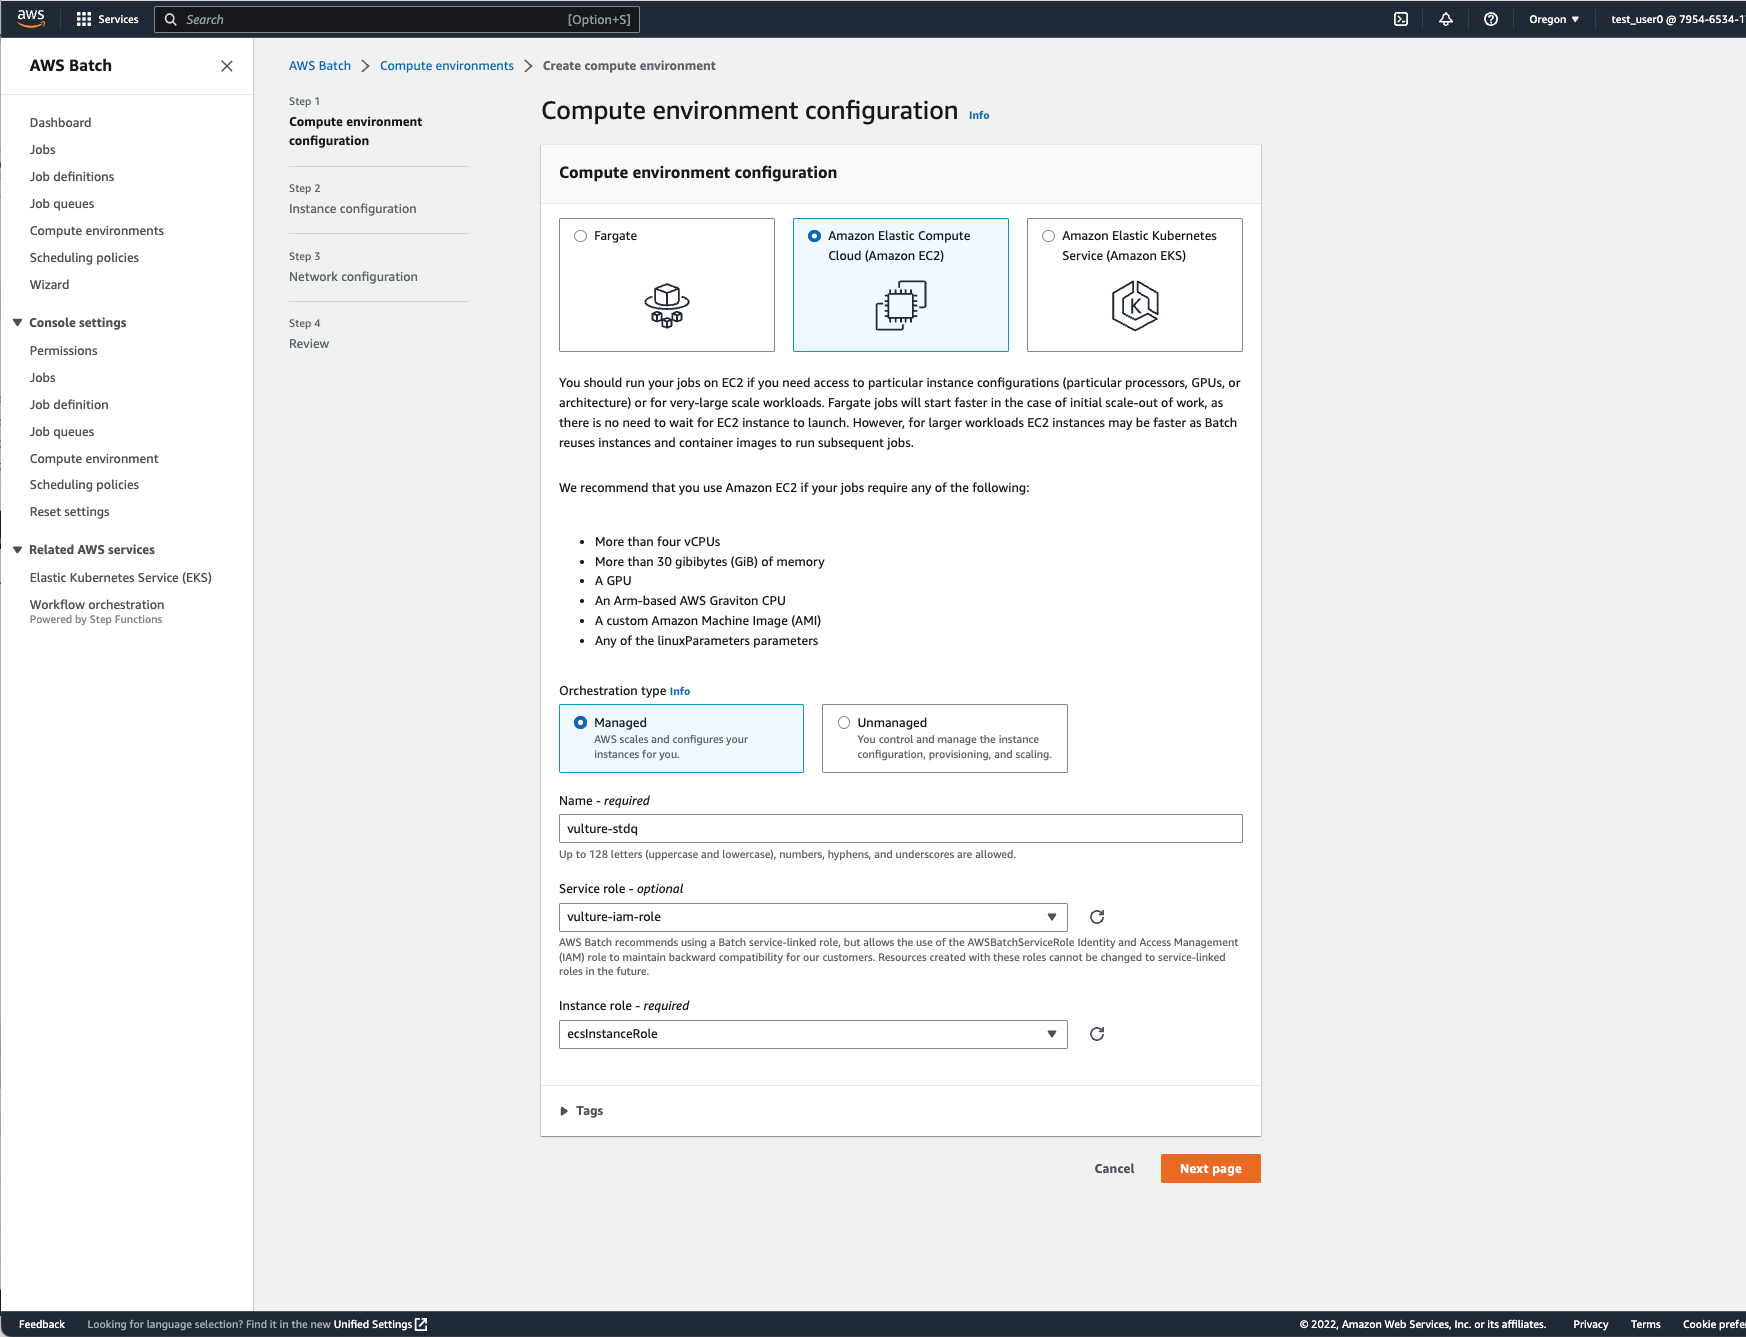 aws
Services
Search
[Option+S]
Oregon
test_user0 @ 7954-6534-1
AWS Batch
Dashboard
Jobs
Job definitions
Job queues
Compute environments
Scheduling policies
Wizard
Console settings
Permissions
Jobs
Job definition
Job queues
Compute environment
Scheduling policies
Reset settings
Related AWS services
Elastic Kubernetes Service (EKS)
Workflow orchestration
Powered by Step Functions
AWS Batch
Compute environments
Create compute environment
Step 1
Compute environment
configuration
Step 2
Instance configuration
Step 3
Network configuration
Step 4
Review
Compute environment configuration Info
Compute environment configuration
Fargate
Amazon Elastic Compute
Cloud (Amazon EC2)
Amazon Elastic Kubernetes
Service (Amazon EKS)
K
You should run your jobs on EC2 if you need access to particular instance configurations (particular processors, GPUs, or
architecture) or for very-large scale workloads. Fargate jobs will start faster in the case of initial scale-out of work, as
there is no need to wait for EC2 instance to launch. However, for larger workloads EC2 instances may be faster as Batch
reuses instances and container images to run subsequent jobs.
We recommend that you use Amazon EC2 if your jobs require any of the following:
• More than four vCPUs
• More than 30 gibibytes (GiB) of memory
• A GPU
• An Arm-based AWS Graviton CPU
• A custom Amazon Machine Image (AMI)
• Any of the linuxParameters parameters
Orchestration type Info
Managed
AWS scales and configures your
instances for you.
Unmanaged
You control and manage the instance
configuration, provisioning, and scaling.
Name - required
vulture-stdq
Up to 128 letters (uppercase and lowercase), numbers, hyphens, and underscores are allowed.
Service role - optional
vulture-iam-role
AWS Batch recommends using a Batch service-linked role, but allows the use of the AWSBatchServiceRole Identity and Access Management
(IAM) role to maintain backward compatibility for our customers. Resources created with these roles cannot be changed to service-linked
roles in the future.
Instance role - required
ecsInstanceRole
Tags
Cancel
Next page
Feedback
Looking for language selection? Find it in the new Unified Settings
© 2022, Amazon Web Services, Inc. or its affiliates.
Privacy
Terms
Cookie prefe